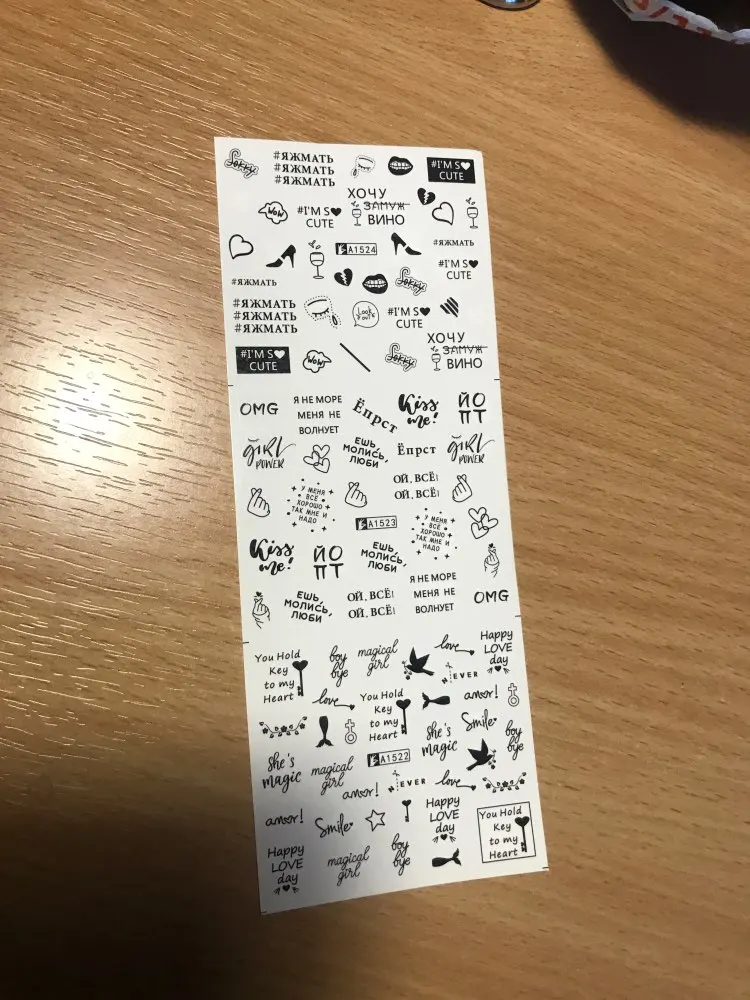 #ЯЖМАТЬ
#ЯЖМАТЬ
#ЯЖМАТЬ
#I'M S
CUTE
WOW
#I'M S
CUTE
ХОЧУ
ЗАМУЖ
ВИНО
A1524
#ЯЖМАТЬ
#I'M S
CUTE
#ЯЖМАТЬ
#ЯЖМАТЬ
#ЯЖМАТЬ
#ЯЖМАТЬ
Look
out
#I'M S
CUTE
#I'M S
CUTE
WOW
ХОЧУ
ЗАМУЖ
ВИНО
OMG
Я НЕ МОРЕ
МЕНЯ НЕ
ВОЛНУЕТ
Ёпрст
Kiss
me!
ЙО
ПТ
GIRL
POWER
ЕШЬ,
МОЛИСЬ,
ЛЮБИ
Ёпрст
GIRL
POWER
У МЕНЯ
ВСЁ
ХОРОШО
ТАК МНЕ И
НАДО
ОЙ, ВСЁ!
ОЙ, ВСЁ!
A1523
У МЕНЯ
ВСЁ
ХОРОШО
ТАК МНЕ И
НАДО
Kiss
me!
ЙО
ПТ
ЕШЬ,
МОЛИСЬ,
ЛЮБИ
ЕШЬ,
МОЛИСЬ,
ЛЮБИ
ОЙ, ВСЁ!
ОЙ, ВСЁ!
Я НЕ МОРЕ
МЕНЯ НЕ
ВОЛНУЕТ
OMG
You Hold
Key
to my
Heart
boy
bye
magical
girl
love
NEVER
Happy
LOVE
day
love
You Hold
Key
to my
Heart
amor!
she's
magic
Smile
boy
bye
she's
magic
magical
girl
A1522
amor!
NEVER
love
amor!
Smile
Happy
LOVE
day
You Hold
Key
to my
Heart
Happy
LOVE
day
magical
girl
boy
bye